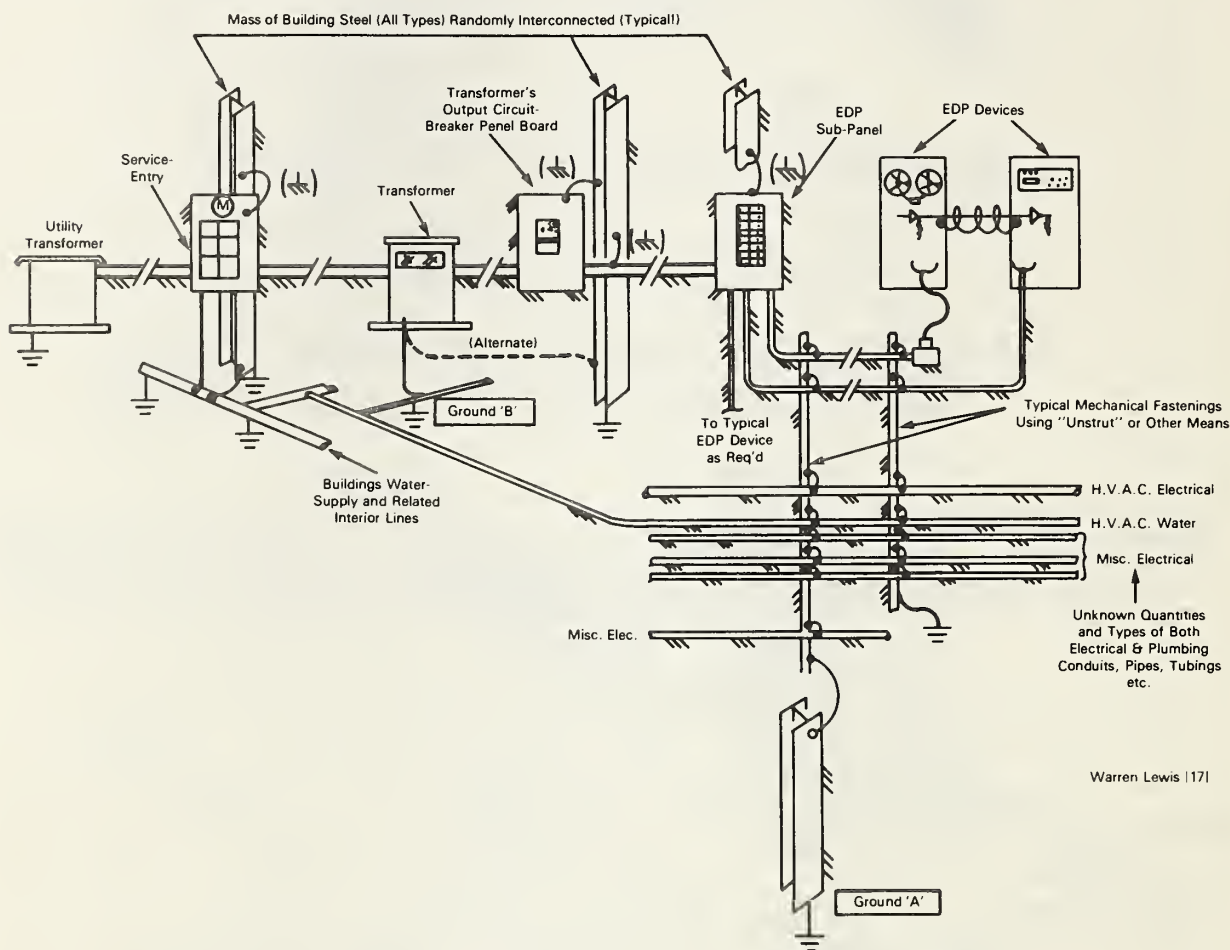 Mass of Building Steel (All Types) Randomly Interconnected (Typical!)
Transformer's
Output Circuit-
Breaker Penel Board
EDP
Sub-Panel
EDP Devices
Service-
Entry
Transformer
Utility
Transformer
M
(Alternate)
Ground 'B'
To Typical
EDP Device
as Req'd
Typical Mechanical Fastenings
Using "Unstrut" or Other Means
Buildings Water-
Supply and Related
Interior Lines
H.V.A.C. Electrical
H.V.A.C. Water
Misc. Electrical
Misc. Elec.
Unknown Quantities
and Types of Both
Electrical & Plumbing
Conduits, Pipes, Tubings
etc.
Warren Lewis |17|
Ground 'A'